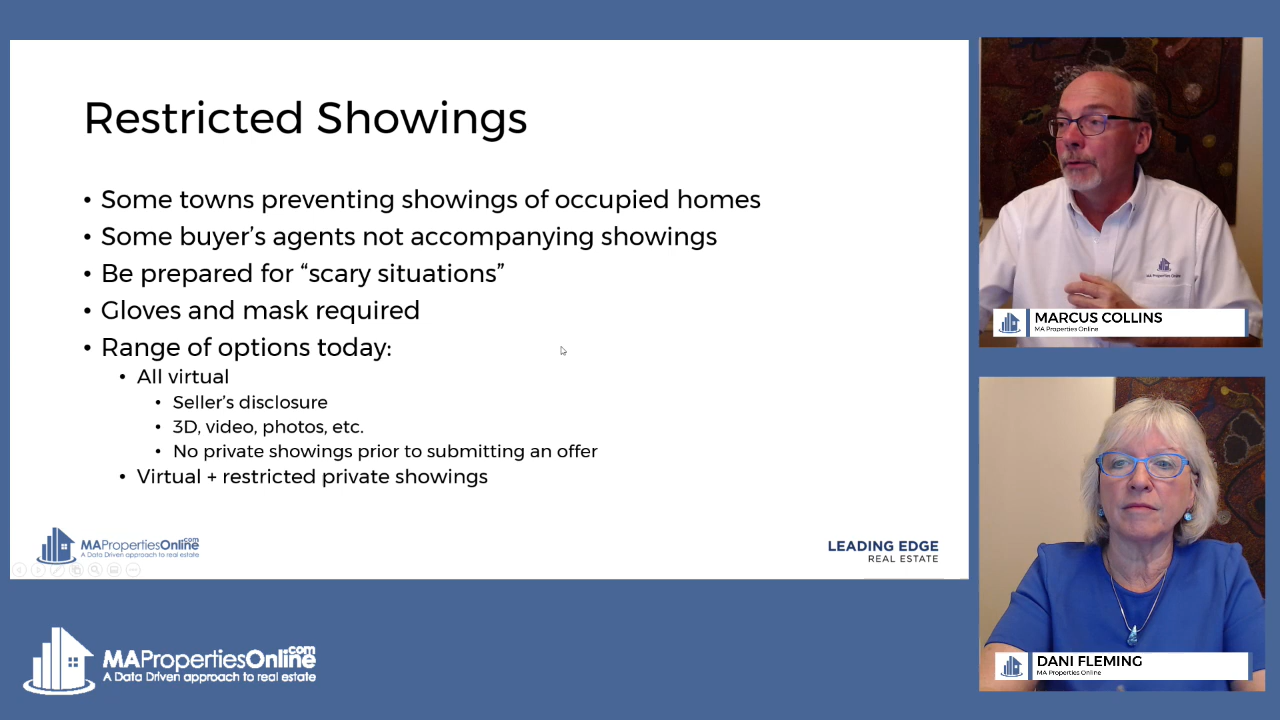 Restricted Showings
• Some towns preventing showings of occupied homes
• Some buyer's agents not accompanying showings
• Be prepared for “scary situations”
• Gloves and mask required
• Range of options today:
• All virtual
• Seller's disclosure
• 3D, video, photos, etc.
• No private showings prior to submitting an offer
• Virtual + restricted private showings
MAPropertiesOnline.com
A Data Driven approach to real estate
LEADING EDGE
REAL ESTATE
MARCUS COLLINS
MA Properties Online
MA Properties Online
DANI FLEMING
MA Properties Online
MAPropertiesOnline.com
A Data Driven approach to real estate